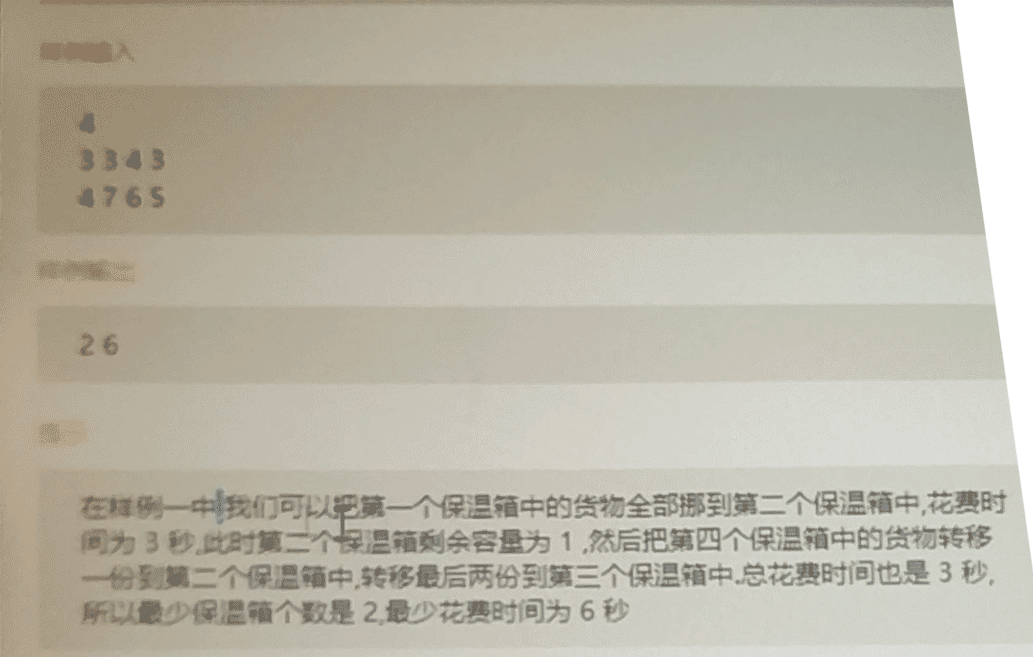 4
3 3 4 3
4 7 6 5
2 6
在样例一中,我们可以把第一个保温箱中的货物全部挪到第二个保温箱中,花费时
间为 3 秒,此时第二个保温箱剩余容量为 1 ,然后把第四个保温箱中的货物转移
一份到第二个保温箱中,转移最后两份到第三个保温箱中.总花费时间也是 3 秒,
所以最少保温箱个数是 2,最少花费时间为 6 秒